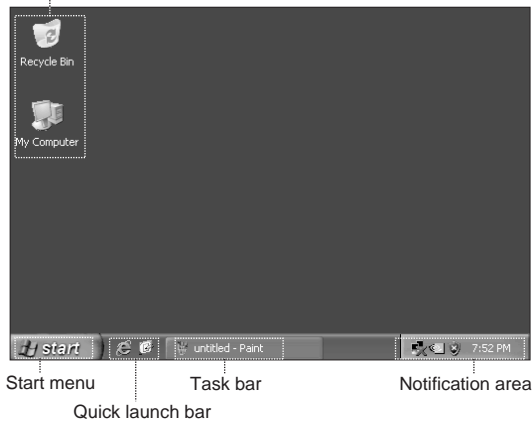 Recycle Bin
My Computer
start
untitled - Paint
7:52 PM
Start menu
Task bar
Notification area
Quick launch bar